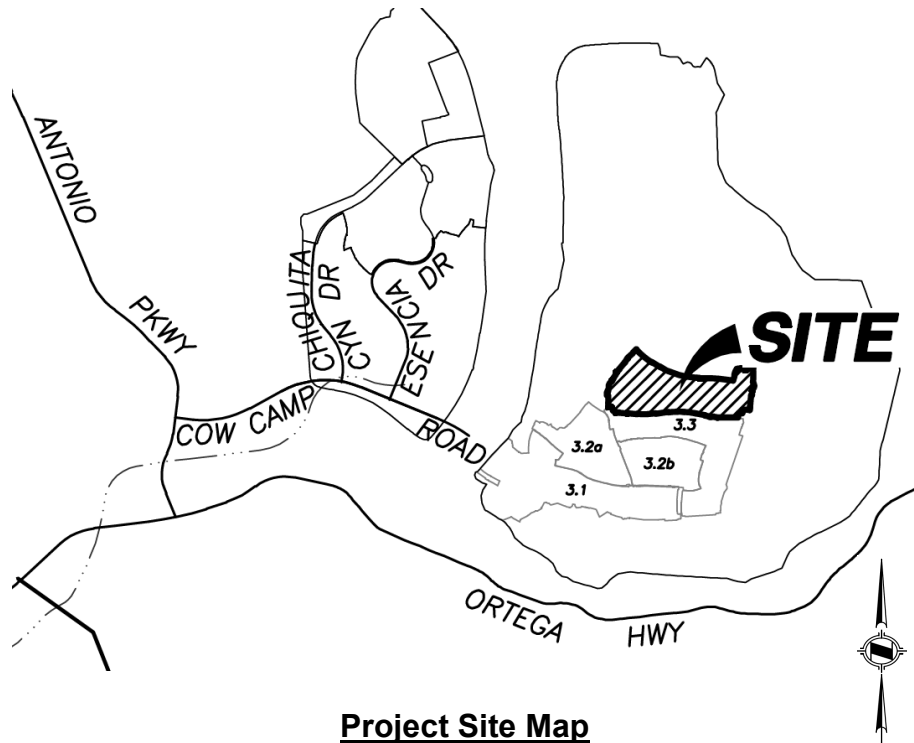 ANTONIO
PKWY
CHIQUITA
CYN DR
ESENCIA DR
COW CAMP ROAD
SITE
3.3
3.2a
3.2b
3.1
ORTEGA HWY
Project Site Map